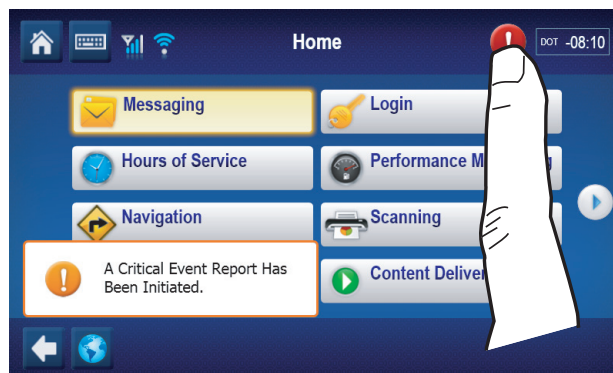 Home
DOT -08:10
Messaging
Login
Hours of Service
Performance M
Navigation
Scanning
A Critical Event Report Has
Been Initiated.
Content Deliver